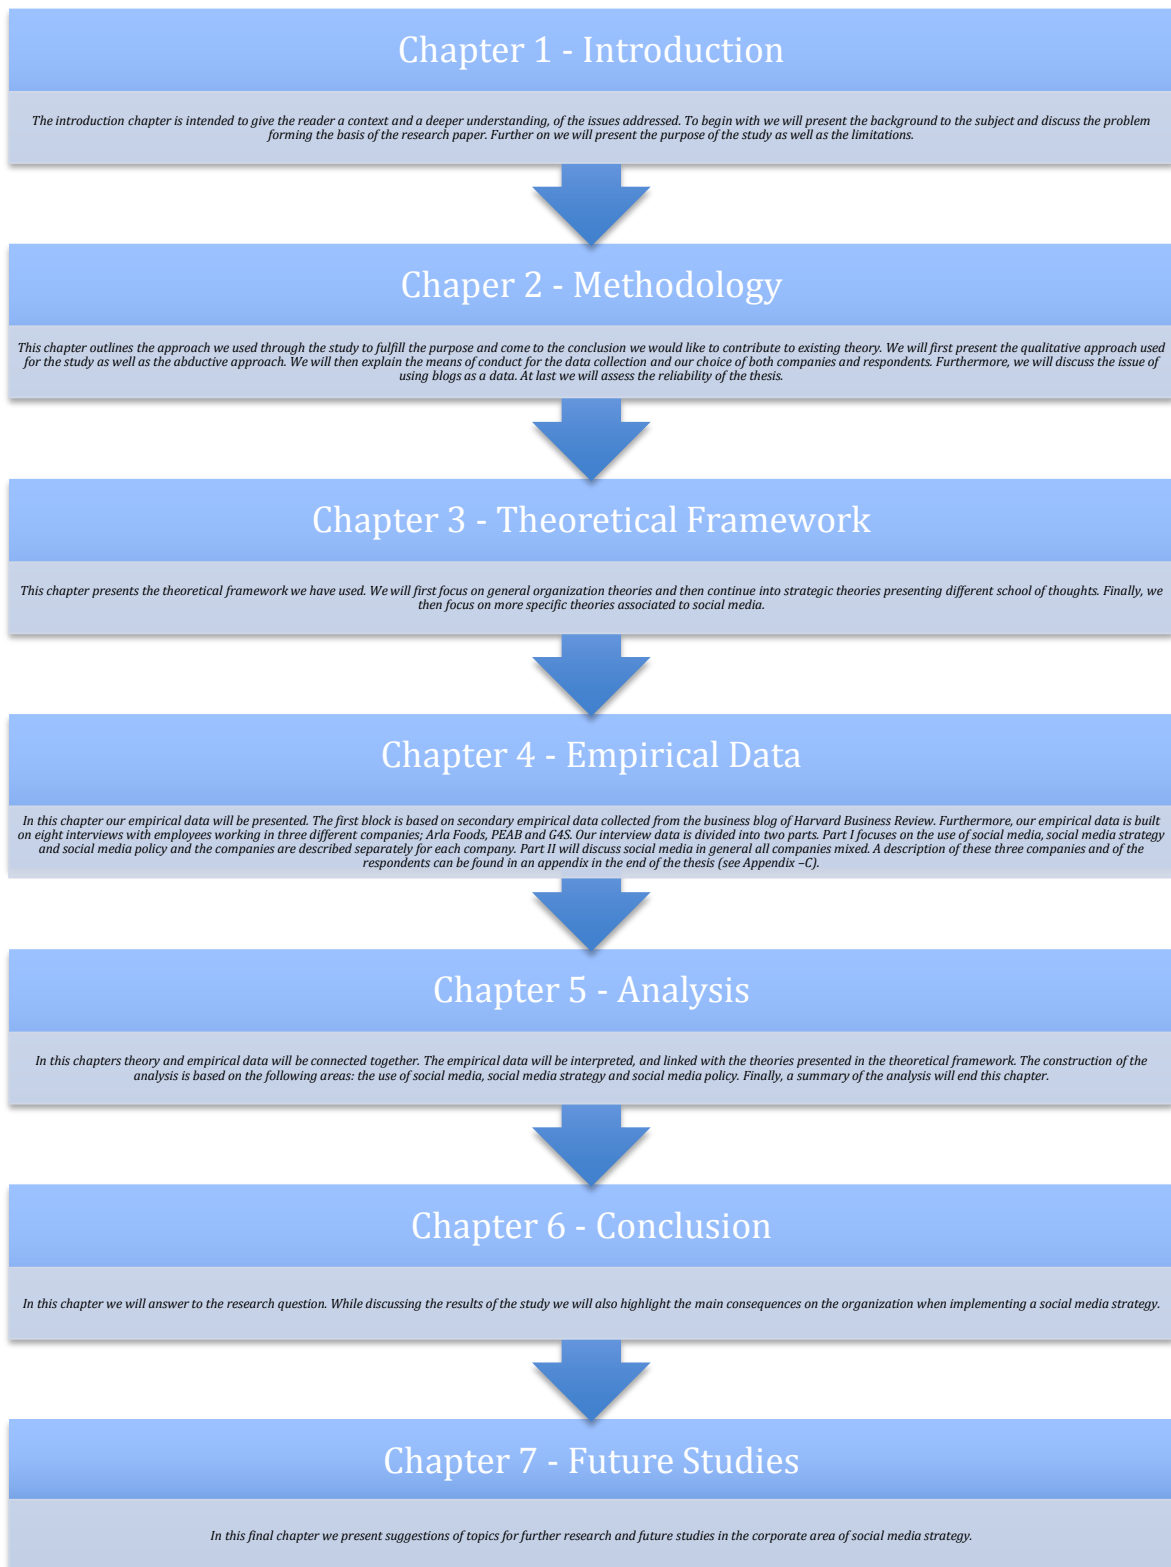 Chapter 1 - Introduction
The introduction chapter is intended to give the reader a context and a deeper understanding, of the issues addressed. To begin with we will present the background to the subject and discuss the problem
forming the basis of the research paper. Further on we will present the purpose of the study as well as the limitations.
Chaper 2 - Methodology
This chapter outlines the approach we used through the study to fulfill the purpose and come to the conclusion we would like to contribute to existing theory. We will first present the qualitative approach used
for the study as well as the abductive approach. We will then explain the means of conduct for the data collection and our choice of both companies and respondents. Furthermore, we will discuss the issue of
using blogs as a data. At last we will assess the reliability of the thesis.
Chapter 3 - Theoretical Framework
This chapter presents the theoretical framework we have used. We will first focus on general organization theories and then continue into strategic theories presenting different school of thoughts. Finally, we
then focus on more specific theories associated to social media.
Chapter 4 - Empirical Data
In this chapter our empirical data will be presented. The first block is based on secondary empirical data collected from the business blog of Harvard Business Review. Furthermore, our empirical data is built
on eight interviews with employees working in three different companies; Arla Foods, PEAB and G4S. Our interview data is divided into two parts. Part I focuses on the use of social media, social media strategy
and social media policy and the companies are described separately for each company. Part II will discuss social media in general all companies mixed. A description of these three companies and of the
respondents can be found in an appendix in the end of the thesis (see Appendix –C).
Chapter 5 - Analysis
In this chapters theory and empirical data will be connected together. The empirical data will be interpreted, and linked with the theories presented in the theoretical framework. The construction of the
analysis is based on the following areas: the use of social media, social media strategy and social media policy. Finally, a summary of the analysis will end this chapter.
Chapter 6 - Conclusion
In this chapter we will answer to the research question. While discussing the results of the study we will also highlight the main consequences on the organization when implementing a social media strategy.
Chapter 7 - Future Studies
In this final chapter we present suggestions of topics for further research and future studies in the corporate area of social media strategy.